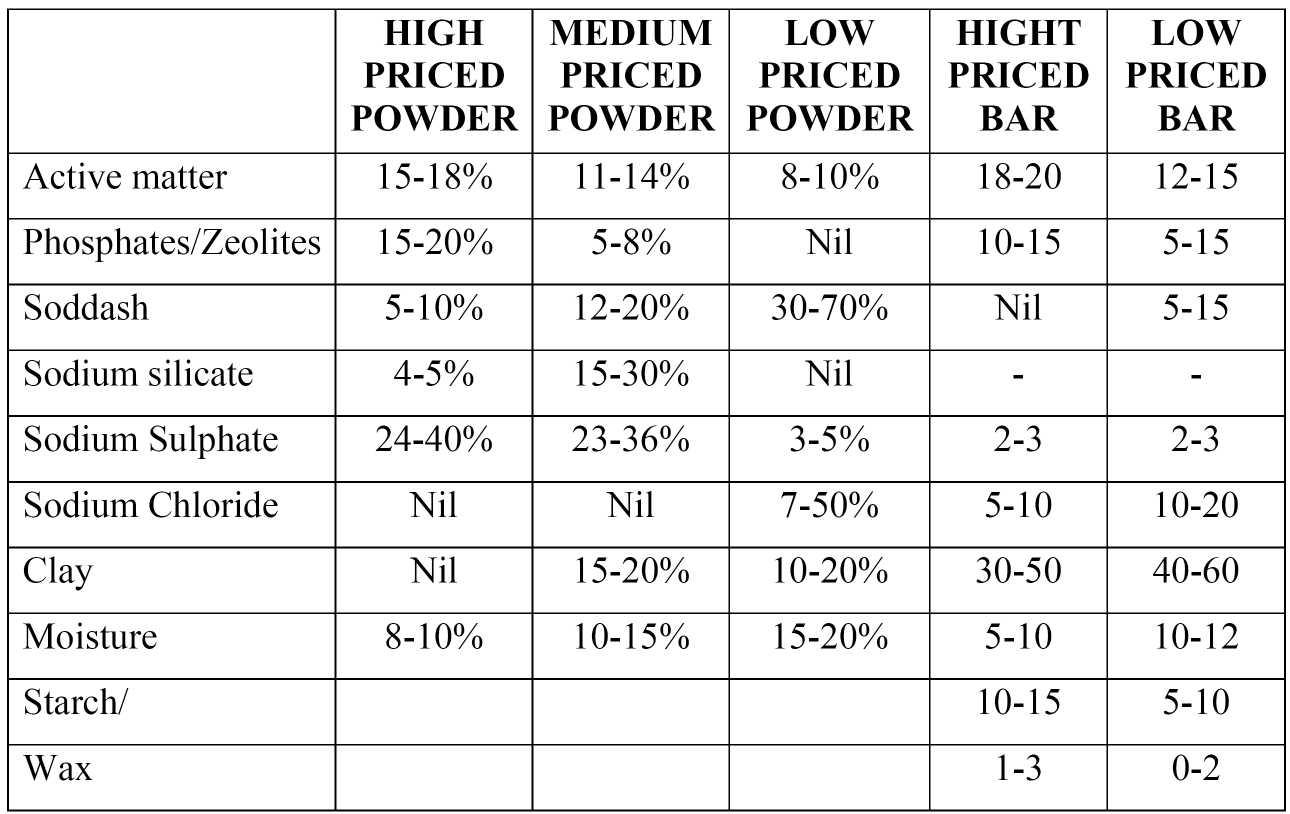 HIGH PRICED POWDER MEDIUM PRICED POWDER LOW PRICED POWDER HIGHT PRICED BAR LOW PRICED BAR
Active matter 15-18% 11-14% 8-10% 18-20 12-15
Phosphates/Zeolites 15-20% 5-8% Nil 10-15 5-15
Soddash 5-10% 12-20% 30-70% Nil 5-15
Sodium silicate 4-5% 15-30% Nil - -
Sodium Sulphate 24-40% 23-36% 3-5% 2-3 2-3
Sodium Chloride Nil Nil 7-50% 5-10 10-20
Clay Nil 15-20% 10-20% 30-50 40-60
Moisture 8-10% 10-15% 15-20% 5-10 10-12
Starch/ 10-15 5-10
Wax 1-3 0-2